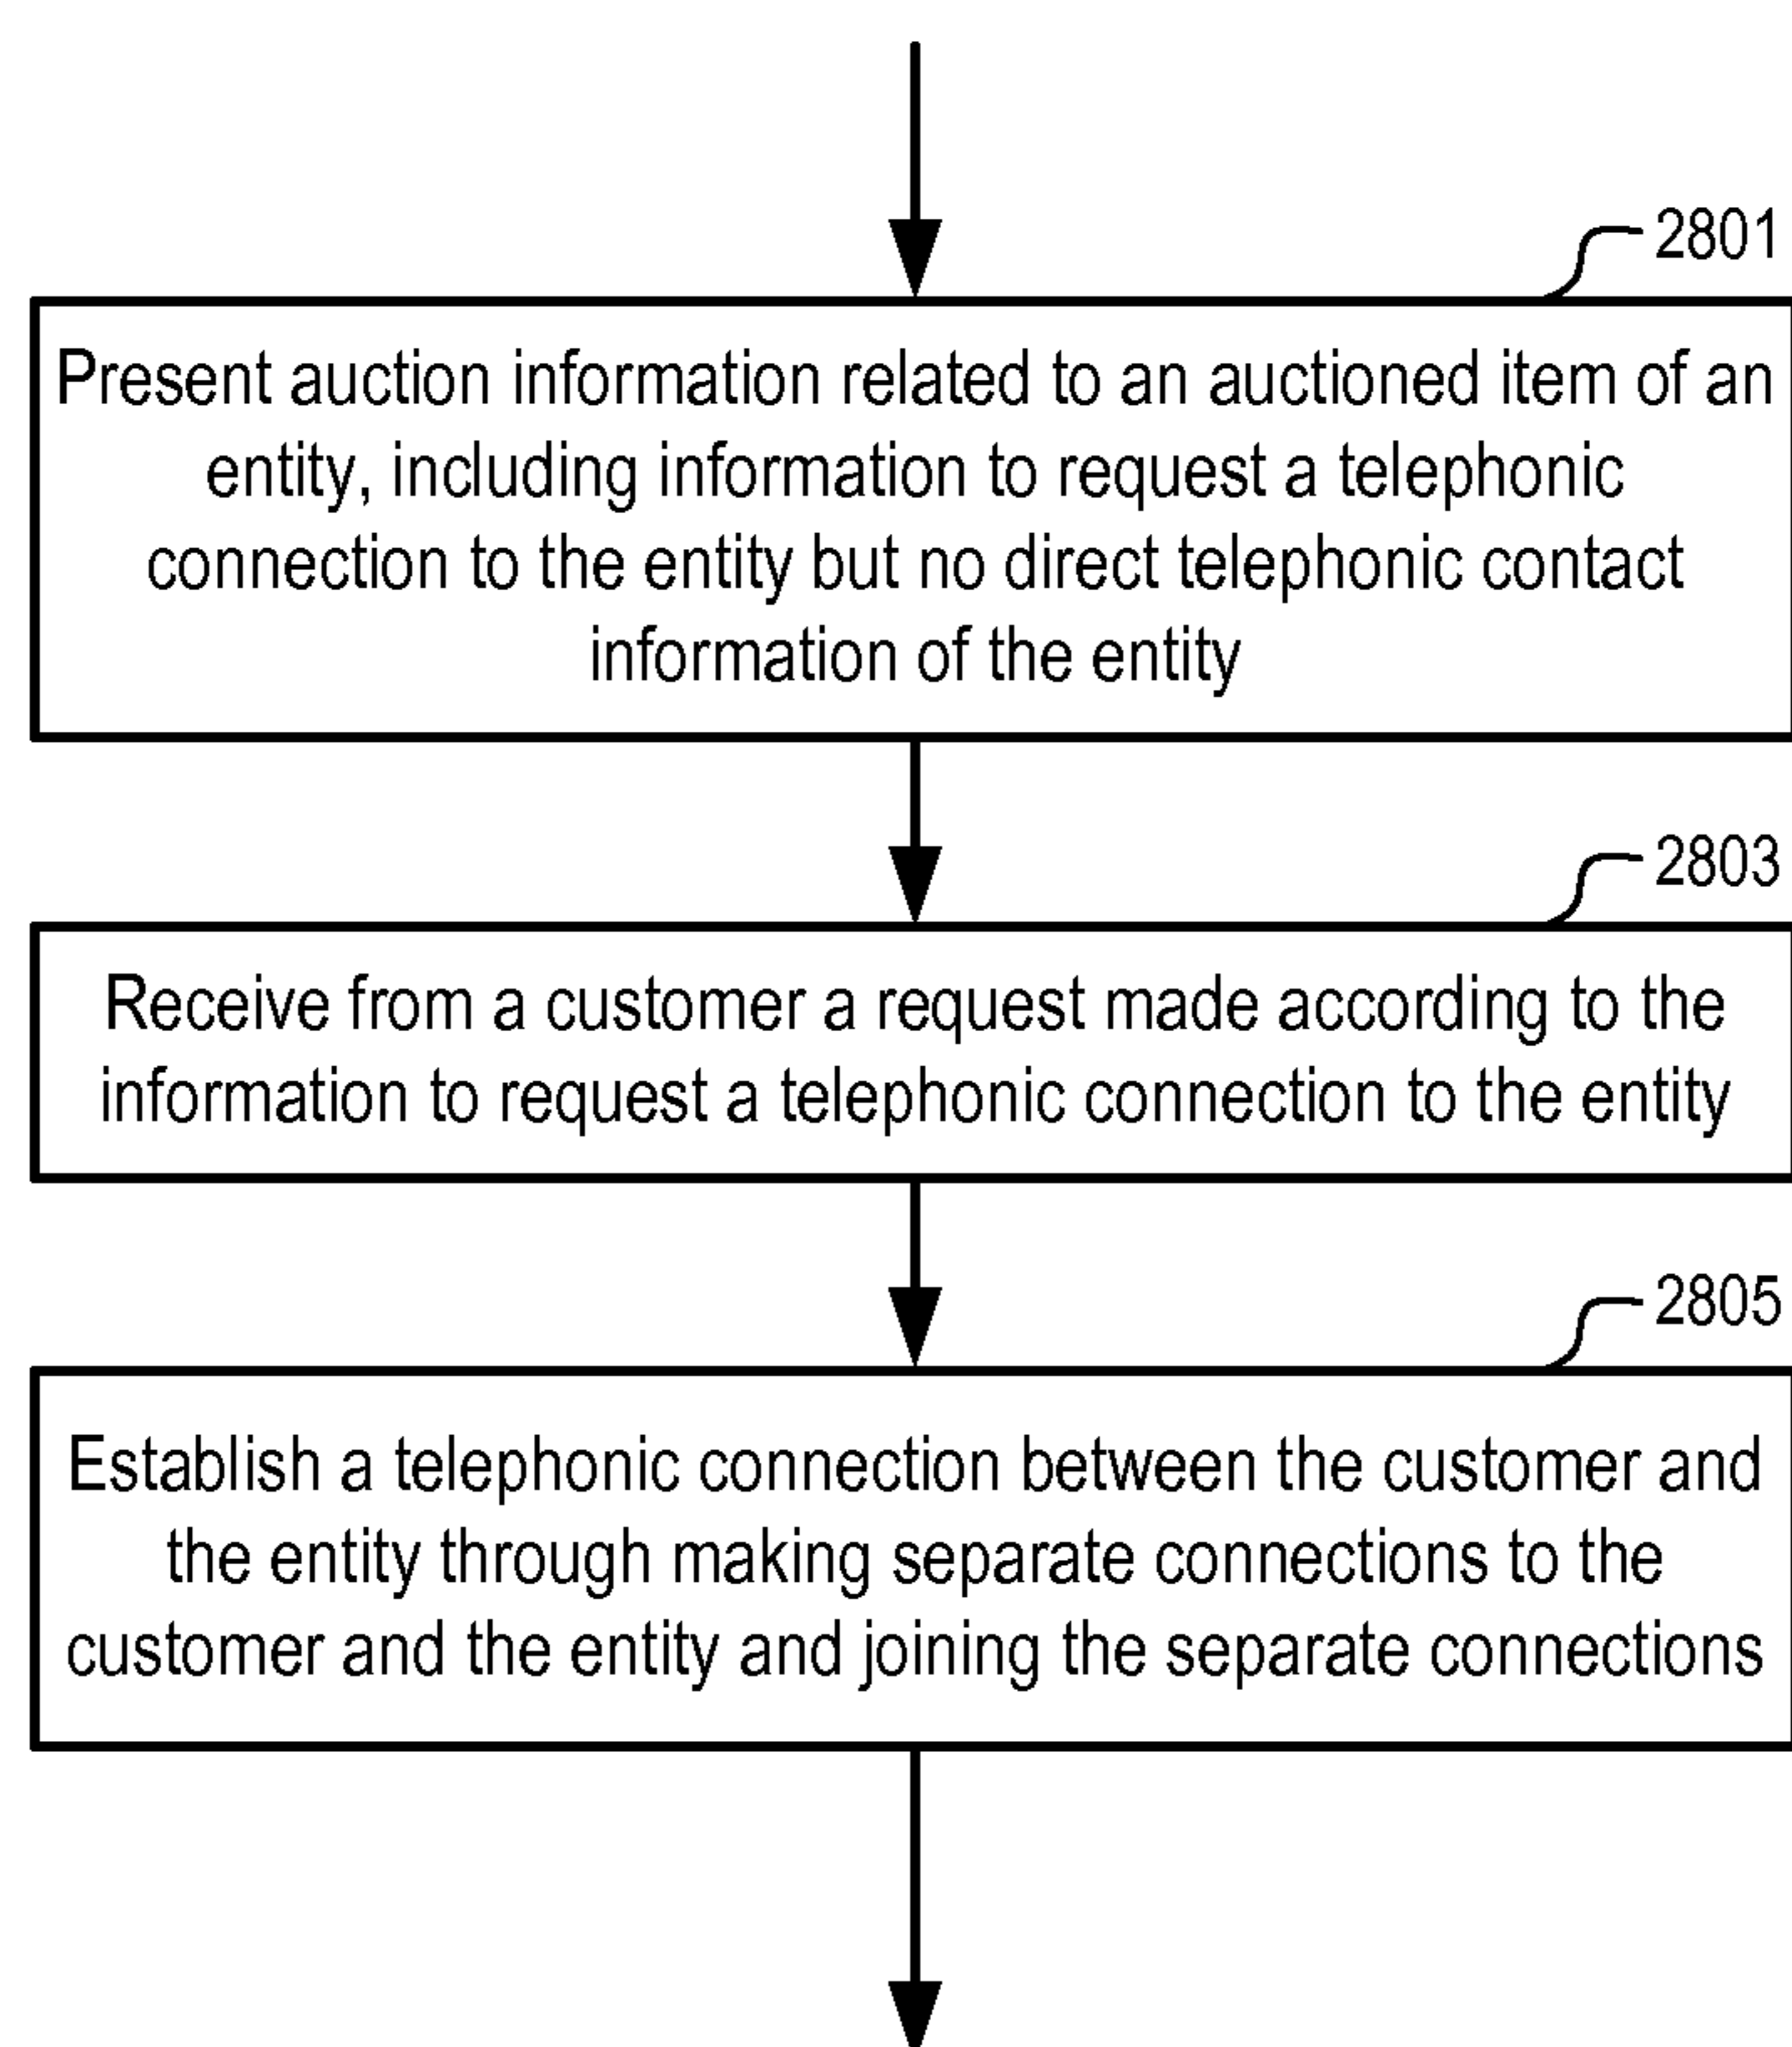 2801
Present auction information related to an auctioned item of an
entity, including information to request a telephonic
connection to the entity but no direct telephonic contact
information of the entity
2803
Receive from a customer a request made according to the
information to request a telephonic connection to the entity
2805
Establish a telephonic connection between the customer and
the entity through making separate connections to the
customer and the entity and joining the separate connections